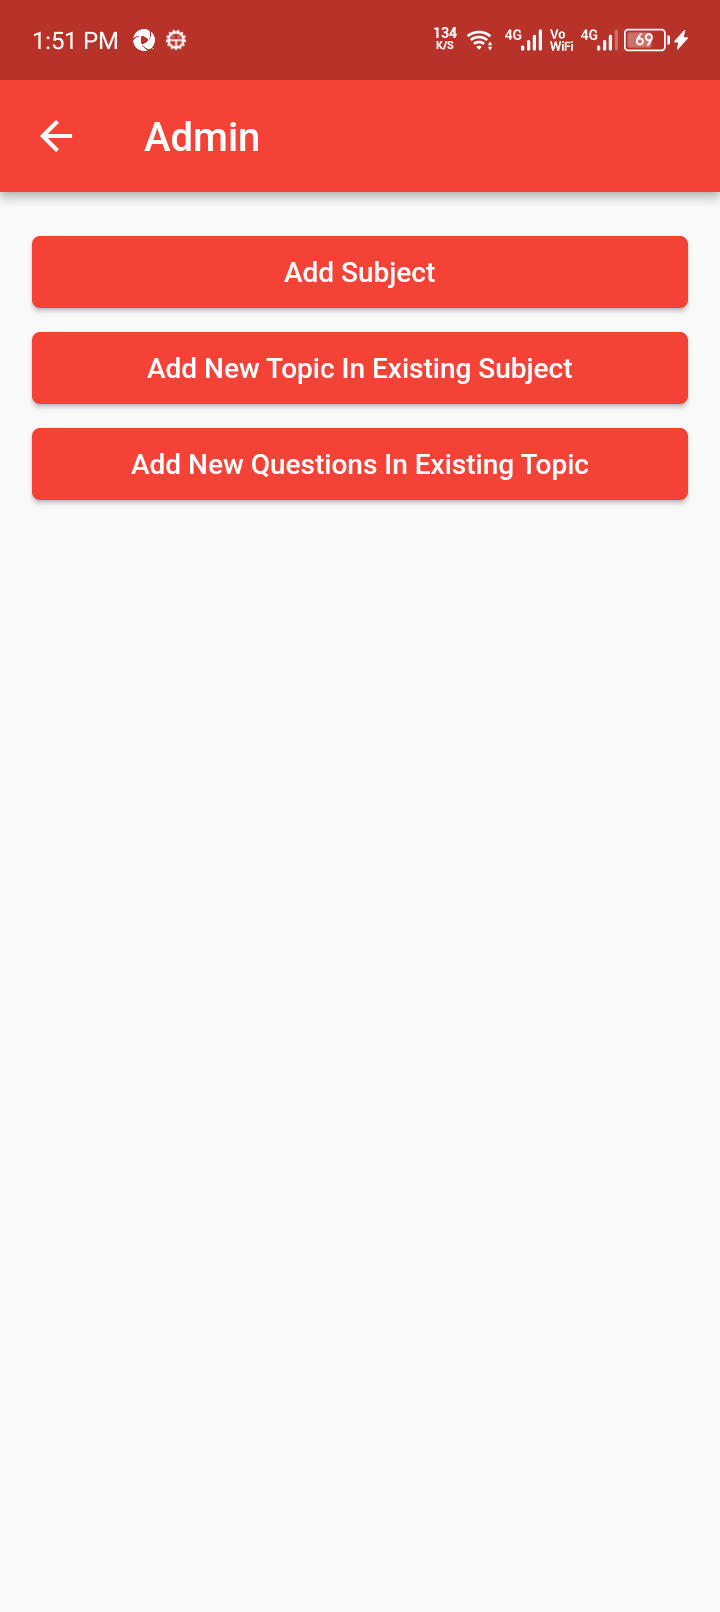 1:51 PM 134 K/S 4G Vo WiFi 4G 69
Admin
Add Subject
Add New Topic In Existing Subject
Add New Questions In Existing Topic